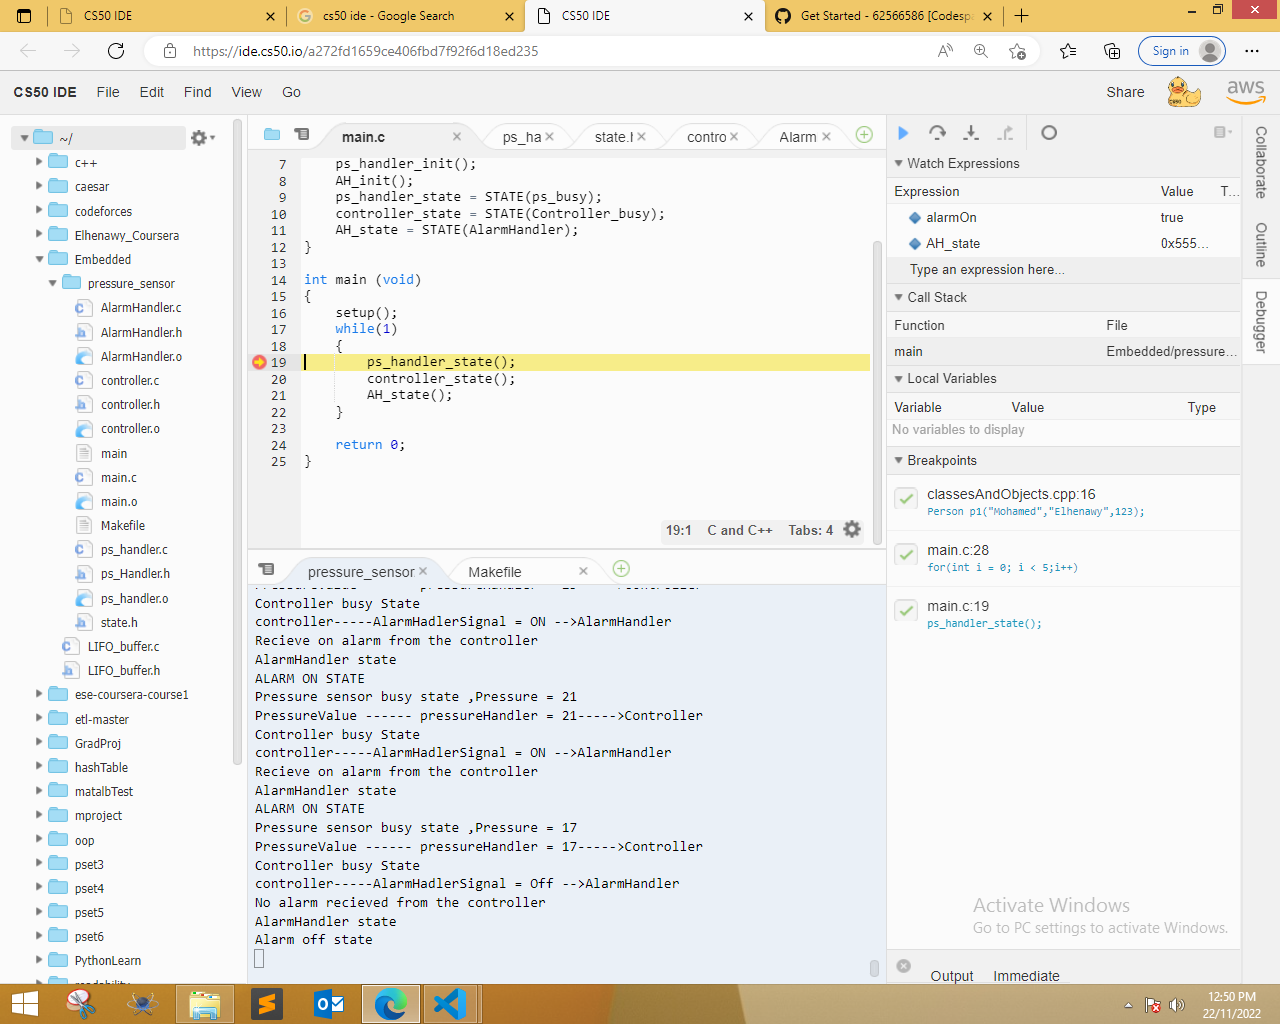 CS50 IDE
cs50 ide - Google Search
CS50 IDE
Get Started - 62566586 [Codesp
https://ide.cs50.io/a272fd1659ce406fbd7f92f6d18ed235
Sign in
CS50 IDE File Edit Find View Go
Share
aws
~/
c++
caesar
codeforces
Elhenawy_Coursera
Embedded
pressure_sensor
AlarmHandler.c
AlarmHandler.h
AlarmHandler.o
controller.c
controller.h
controller.o
main
main.c
main.o
Makefile
ps_handler.c
ps_Handler.h
ps_handler.o
state.h
LIFO_buffer.c
LIFO_buffer.h
ese-coursera-course1
etl-master
GradProj
hashTable
matalbTest
mproject
oop
pset3
pset4
pset5
pset6
PythonLearn
readability
main.c ps_ha state.h contro Alarm
7 ps_handler_init();
8 AH_init();
9 ps_handler_state = STATE(ps_busy);
10 controller_state = STATE(Controller_busy);
11 AH_state = STATE(AlarmHandler);
12 }
13
14 int main (void)
15 {
16 setup();
17 while(1)
18 {
19 ps_handler_state();
20 controller_state();
21 AH_state();
22 }
23
24 return 0;
25 }
19:1 C and C++ Tabs: 4
pressure_sensor Makefile
Controller busy State
controller-----AlarmHadlerSignal = ON -->AlarmHandler
Recieve on alarm from the controller
AlarmHandler state
ALARM ON STATE
Pressure sensor busy state ,Pressure = 21
PressureValue ------ pressureHandler = 21----->Controller
Controller busy State
controller-----AlarmHadlerSignal = ON -->AlarmHandler
Recieve on alarm from the controller
AlarmHandler state
ALARM ON STATE
Pressure sensor busy state ,Pressure = 17
PressureValue ------ pressureHandler = 17----->Controller
Controller busy State
controller-----AlarmHadlerSignal = Off -->AlarmHandler
No alarm recieved from the controller
AlarmHandler state
Alarm off state
Watch Expressions
Expression Value T...
alarmOn true
AH_state 0x555...
Type an expression here...
Call Stack
Function File
main Embedded/pressure...
Local Variables
Variable Value Type
No variables to display
Breakpoints
classesAndObjects.cpp:16
Person p1("Mohamed","Elhenawy",123);
main.c:28
for(int i = 0; i < 5;i++)
main.c:19
ps_handler_state();
Activate Windows
Go to PC settings to activate Windows.
Output Immediate
Collaborate
Outline
Debugger
12:50 PM
22/11/2022